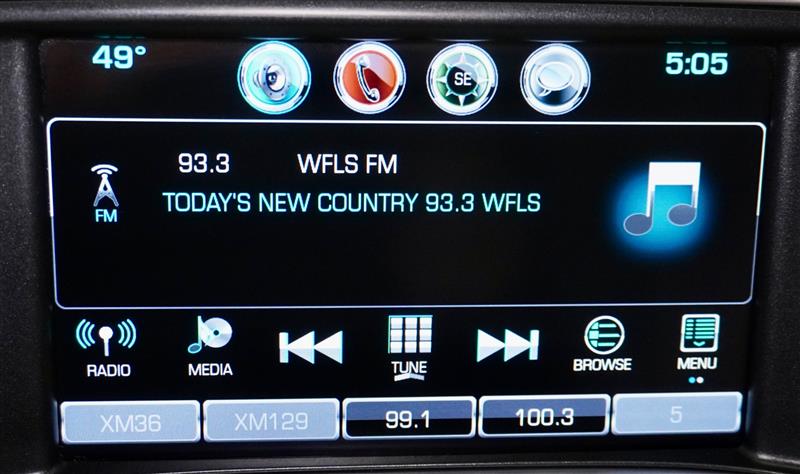 49° SE 5:05
93.3 WFLS FM
FM TODAY'S NEW COUNTRY 93.3 WFLS
RADIO MEDIA TUNE BROWSE MENU
XM36 XM129 99.1 100.3 5